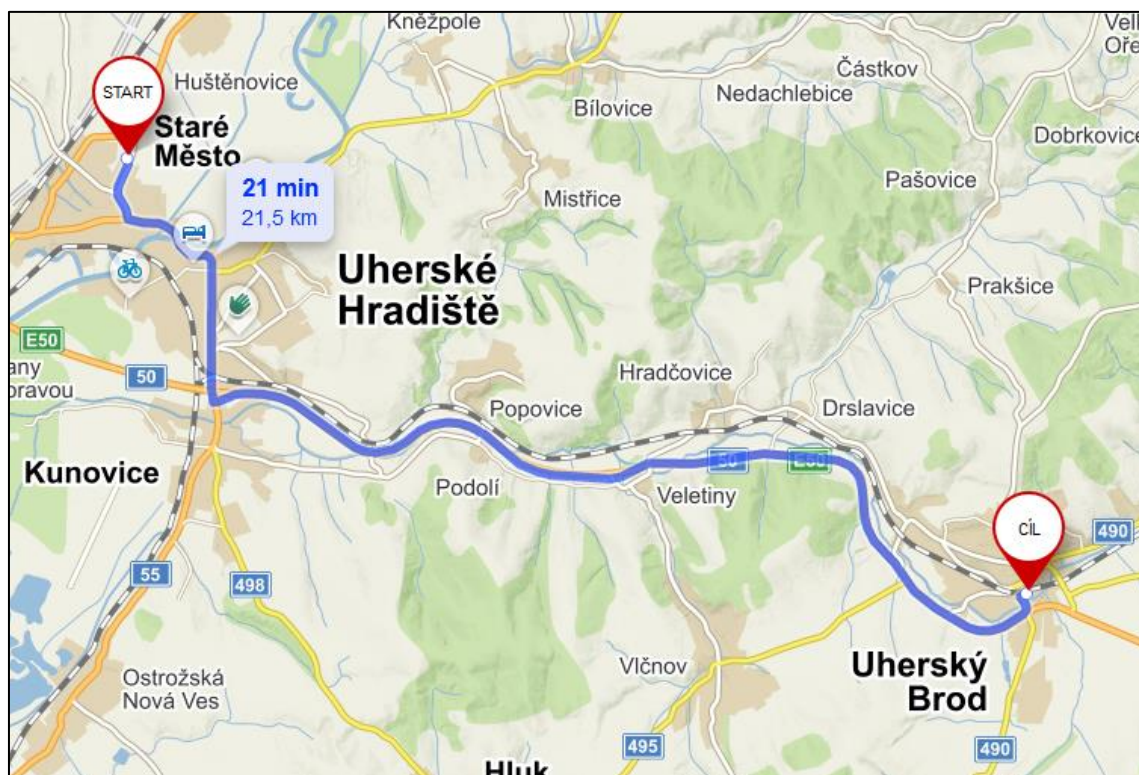 Kněžpole
START
Huštěnovice
Staré
Město
21 min
21,5 km
Bílovice
Nedachlebice
Částkov
Dobrkovice
Pašovice
Mistřice
Uherské
Hradiště
Prakšice
E50
50
Hradčovice
Popovice
Drslavice
Kunovice
Podolí
50
E50
Veletiny
CÍL
490
55
498
Ostrožská
Nová Ves
Vlčnov
Uherský
Brod
495
490
Hluk